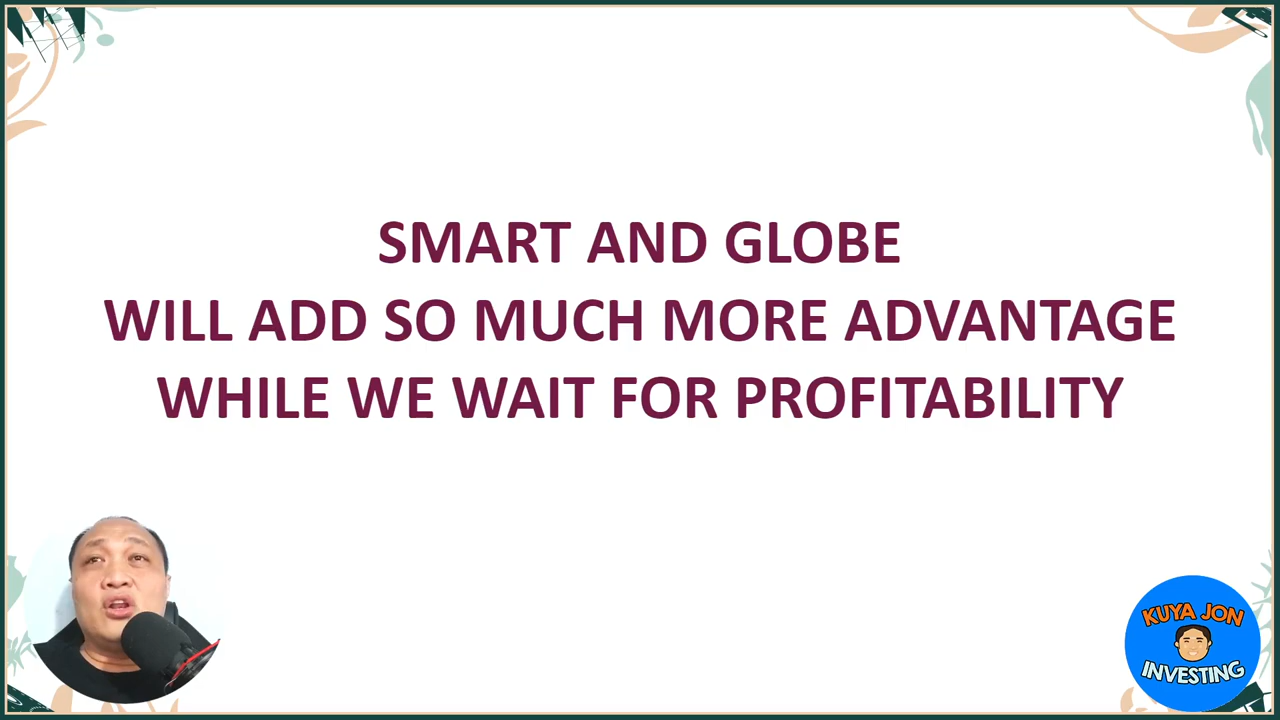 SMART AND GLOBE
WILL ADD SO MUCH MORE ADVANTAGE
WHILE WE WAIT FOR PROFITABILITY
KUYA JON
INVESTING